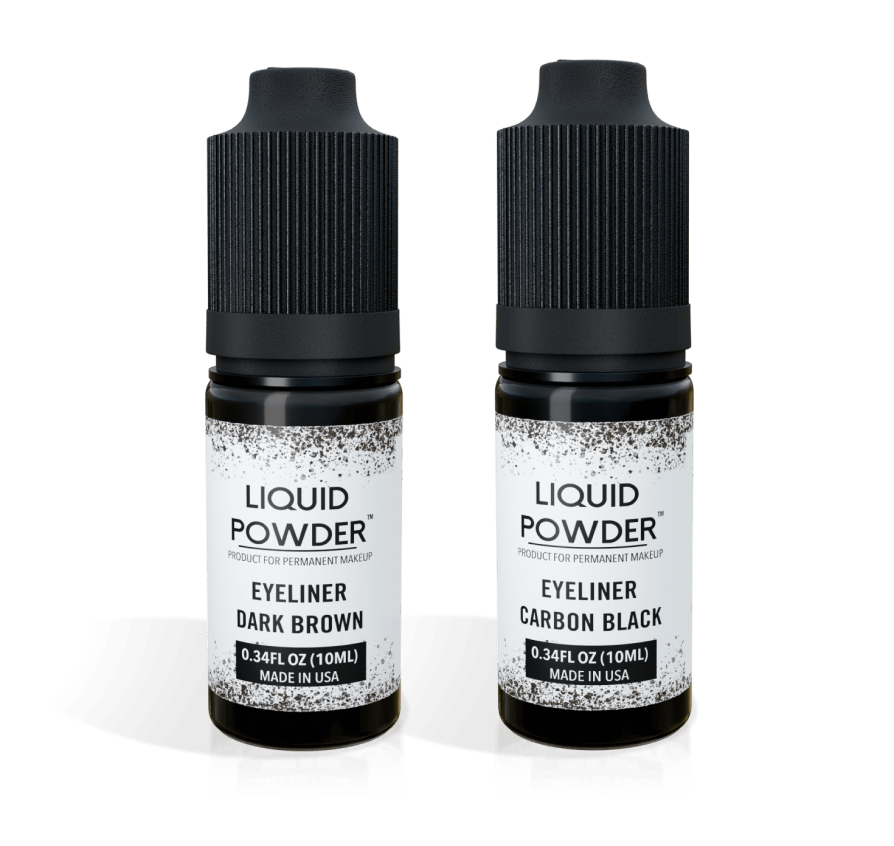 LIQUID
POWDER™
PRODUCT FOR PERMANENT MAKEUP
EYELINER
DARK BROWN
0.34FL OZ (10ML)
MADE IN USA
LIQUID
POWDER™
PRODUCT FOR PERMANENT MAKEUP
EYELINER
CARBON BLACK
0.34FL OZ (10ML)
MADE IN USA